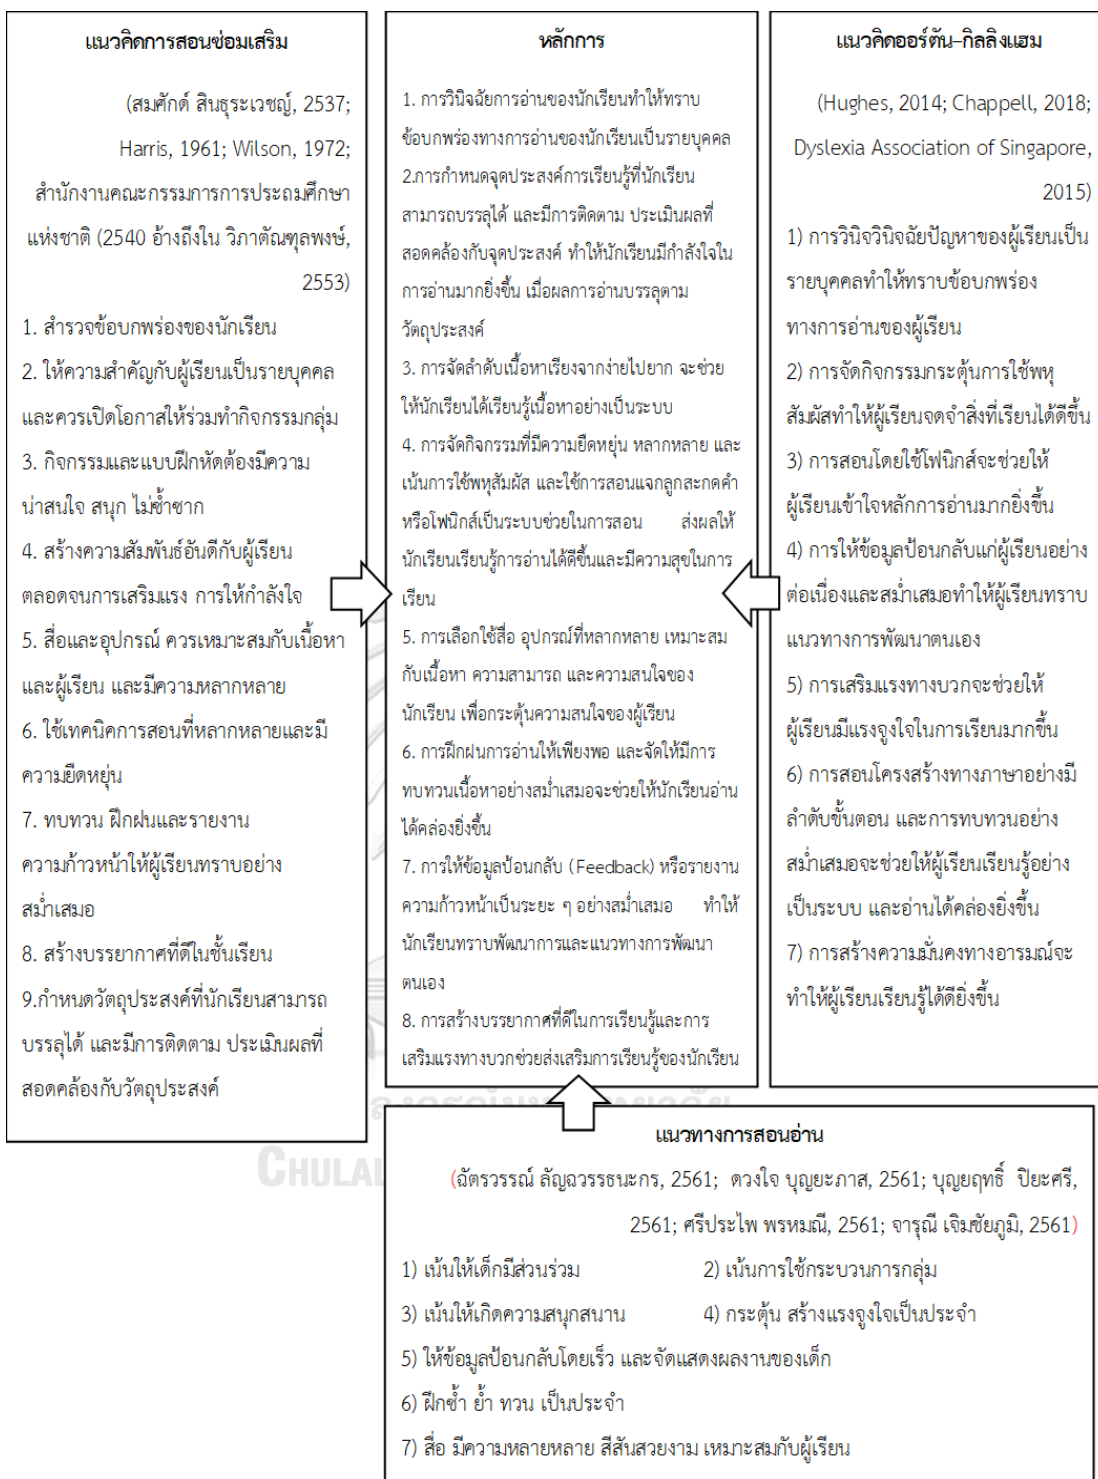 แนวคิดการสอนซ่อมเสริม
(สมศักดิ์ สินธุระเวชญ์, 2537;
Harris, 1961; Wilson, 1972;
สำนักงานคณะกรรมการการประถมศึกษา
แห่งชาติ (2540 อ้างถึงใน วิภาตัณฑุลพงษ์,
2553)
1. สำรวจข้อบกพร่องของนักเรียน
2. ให้ความสำคัญกับผู้เรียนเป็นรายบุคคล
และควรเปิดโอกาสให้ร่วมทำกิจกรรมกลุ่ม
3. กิจกรรมและแบบฝึกหัดต้องมีความ
น่าสนใจ สนุก ไม่ซ้ำซาก
4. สร้างความสัมพันธ์อันดีกับผู้เรียน
ตลอดจนการเสริมแรง การให้กำลังใจ
5. สื่อและอุปกรณ์ ควรเหมาะสมกับเนื้อหา
และผู้เรียน และมีความหลากหลาย
6. ใช้เทคนิคการสอนที่หลากหลายและมี
ความยืดหยุ่น
7. ทบทวน ฝึกฝนและรายงาน
ความก้าวหน้าให้ผู้เรียนทราบอย่าง
สม่ำเสมอ
8. สร้างบรรยากาศที่ดีในชั้นเรียน
9.กำหนดวัตถุประสงค์ที่นักเรียนสามารถ
บรรลุได้ และมีการติดตาม ประเมินผลที่
สอดคล้องกับวัตถุประสงค์
หลักการ
1. การวินิจฉัยการอ่านของนักเรียนทำให้ทราบ
ข้อบกพร่องทางการอ่านของนักเรียนเป็นรายบุคคล
2.การกำหนดจุดประสงค์การเรียนรู้ที่นักเรียน
สามารถบรรลุได้ และมีการติดตาม ประเมินผลที่
สอดคล้องกับจุดประสงค์ ทำให้นักเรียนมีกำลังใจใน
การอ่านมากยิ่งขึ้น เมื่อผลการอ่านบรรลุตาม
วัตถุประสงค์
3. การจัดลำดับเนื้อหาเรียงจากง่ายไปยาก จะช่วย
ให้นักเรียนได้เรียนรู้เนื้อหาอย่างเป็นระบบ
4. การจัดกิจกรรมที่มีความยืดหยุ่น หลากหลาย และ
เน้นการใช้พหุสัมผัส และใช้การสอนแจกลูกสะกดคำ
หรือโฟนิกส์เป็นระบบช่วยในการสอน ส่งผลให้
นักเรียนเรียนรู้การอ่านได้ดีขึ้นและมีความสุขในการ
เรียน
5. การเลือกใช้สื่อ อุปกรณ์ที่หลากหลาย เหมาะสม
กับเนื้อหา ความสามารถ และความสนใจของ
นักเรียน เพื่อกระตุ้นความสนใจของผู้เรียน
6. การฝึกฝนการอ่านให้เพียงพอ และจัดให้มีการ
ทบทวนเนื้อหาอย่างสม่ำเสมอจะช่วยให้นักเรียนอ่าน
ได้คล่องยิ่งขึ้น
7. การให้ข้อมูลป้อนกลับ (Feedback) หรือรายงาน
ความก้าวหน้าเป็นระยะ ๆ อย่างสม่ำเสมอ ทำให้
นักเรียนทราบพัฒนาการและแนวทางการพัฒนา
ตนเอง
8. การสร้างบรรยากาศที่ดีในการเรียนรู้และการ
เสริมแรงทางบวกช่วยส่งเสริมการเรียนรู้ของนักเรียน
แนวคิดออร์ตัน-กิลลิงแฮม
(Hughes, 2014; Chappell, 2018;
Dyslexia Association of Singapore,
2015)
1) การวินิจวินิจฉัยปัญหาของผู้เรียนเป็น
รายบุคคลทำให้ทราบข้อบกพร่อง
ทางการอ่านของผู้เรียน
2) การจัดกิจกรรมกระตุ้นการใช้พหุ
สัมผัสทำให้ผู้เรียนจดจำสิ่งที่เรียนได้ดีขึ้น
3) การสอนโดยใช้โฟนิกส์จะช่วยให้
ผู้เรียนเข้าใจหลักการอ่านมากยิ่งขึ้น
4) การให้ข้อมูลป้อนกลับแก่ผู้เรียนอย่าง
ต่อเนื่องและสม่ำเสมอทำให้ผู้เรียนทราบ
แนวทางการพัฒนาตนเอง
5) การเสริมแรงทางบวกจะช่วยให้
ผู้เรียนมีแรงจูงใจในการเรียนมากขึ้น
6) การสอนโครงสร้างทางภาษาอย่างมี
ลำดับขั้นตอน และการทบทวนอย่าง
สม่ำเสมอจะช่วยให้ผู้เรียนเรียนรู้อย่าง
เป็นระบบ และอ่านได้คล่องยิ่งขึ้น
7) การสร้างความมั่นคงทางอารมณ์จะ
ทำให้ผู้เรียนเรียนรู้ได้ดียิ่งขึ้น
CHULAL
แนวทางการสอนอ่าน
(ฉัตรวรรณ์ ลัญฉวรรธนะกร, 2561; ดวงใจ บุญยะภาส, 2561; บุญยฤทธิ์ ปิยะศรี,
2561; ศรีประไพ พรหมณี, 2561; จารุณี เจิมชัยภูมิ, 2561)
1) เน้นให้เด็กมีส่วนร่วม 2) เน้นการใช้กระบวนการกลุ่ม
3) เน้นให้เกิดความสนุกสนาน 4) กระตุ้น สร้างแรงจูงใจเป็นประจำ
5) ให้ข้อมูลป้อนกลับโดยเร็ว และจัดแสดงผลงานของเด็ก
6) ฝึกซ้ำ ย้ำ ทวน เป็นประจำ
7) สื่อ มีความหลายหลาย สีสันสวยงาม เหมาะสมกับผู้เรียน